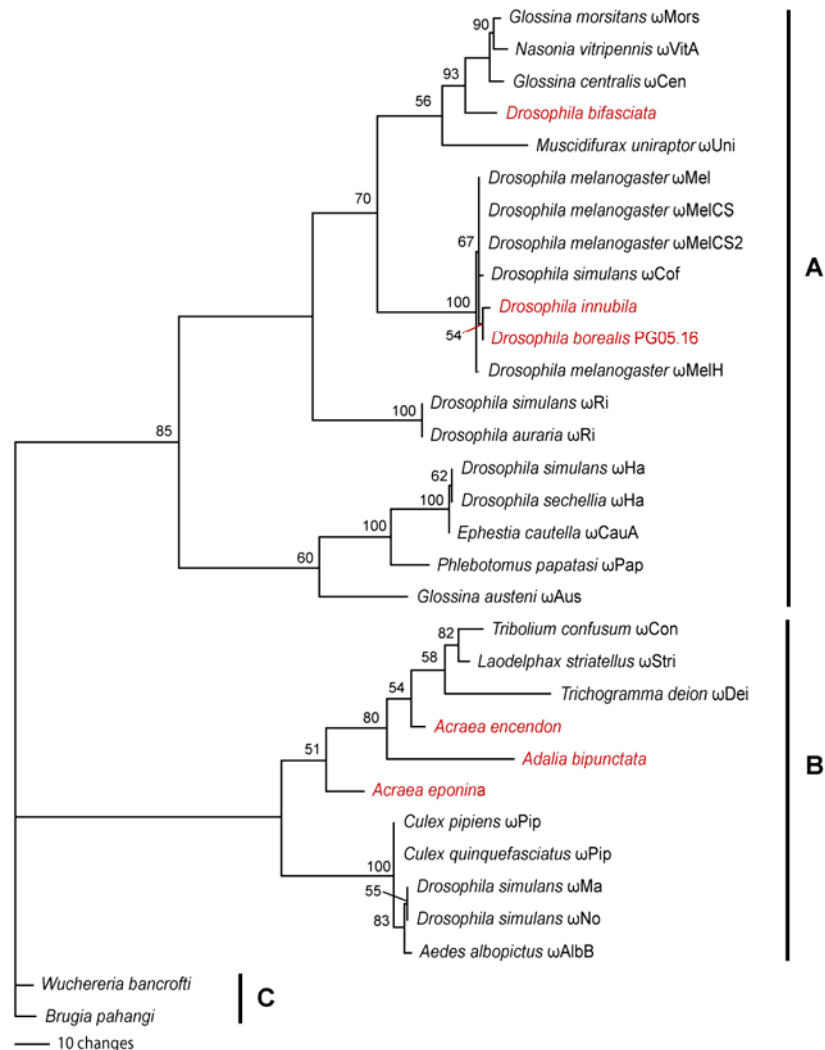 90
Glossina morsitans ωMors
Nasonia vitripennis ωVitA
93
Glossina centralis ωCen
56
Drosophila bifasciata
Muscidifurax uniraptor ωUni
70
Drosophila melanogaster ωMel
Drosophila melanogaster ωMelCS
67
Drosophila melanogaster ωMelCS2
A
Drosophila simulans ωCof
100
Drosophila innubila
54
Drosophila borealis PG05.16
Drosophila melanogaster ωMelH
85
100
Drosophila simulans ωRi
Drosophila auraria ωRi
62
Drosophila simulans ωHa
100
Drosophila sechellia ωHa
100
Ephestia cautella ωCauA
60
Phlebotomus papatasi ωPap
Glossina austeni ωAus
82
Tribolium confusum ωCon
58
Laodelphax striatellus ωStri
54
Trichogramma deion ωDei
80
Acraea encendon
51
Adalia bipunctata
B
Acraea eponina
Culex pipiens ωPip
100
Culex quinquefasciatus ωPip
55
Drosophila simulans ωMa
83
Drosophila simulans ωNo
Aedes albopictus ωAlbB
Wuchereria bancrofti
C
Brugia pahangi
10 changes